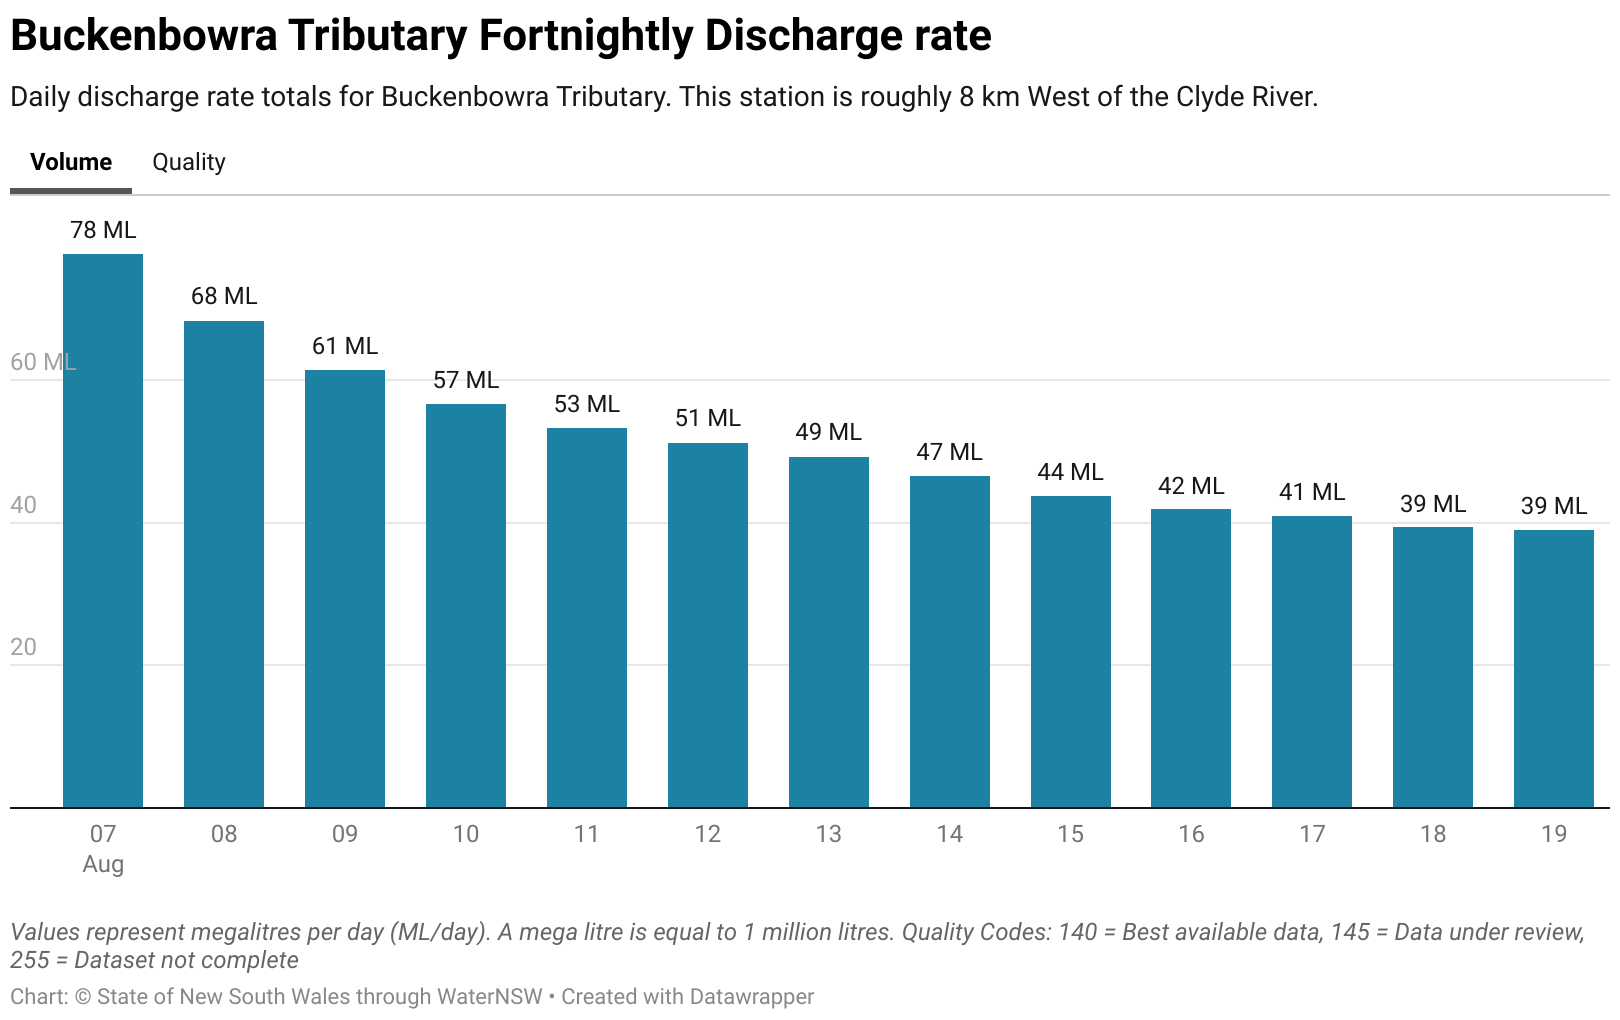 Buckenbowra Tributary Fortnightly Discharge rate
Daily discharge rate totals for Buckenbowra Tributary. This station is roughly 8 km West of the Clyde River.
Volume Quality
78 ML
68 ML
61 ML
60 ML
57 ML
53 ML
51 ML
49 ML
47 ML
44 ML
42 ML
41 ML
39 ML
39 ML
40
20
07 08 09 10 11 12 13 14 15 16 17 18 19
Aug
Values represent megalitres per day (ML/day). A mega litre is equal to 1 million litres. Quality Codes: 140 = Best available data, 145 = Data under review,
255 = Dataset not complete
Chart: © State of New South Wales through WaterNSW • Created with Datawrapper